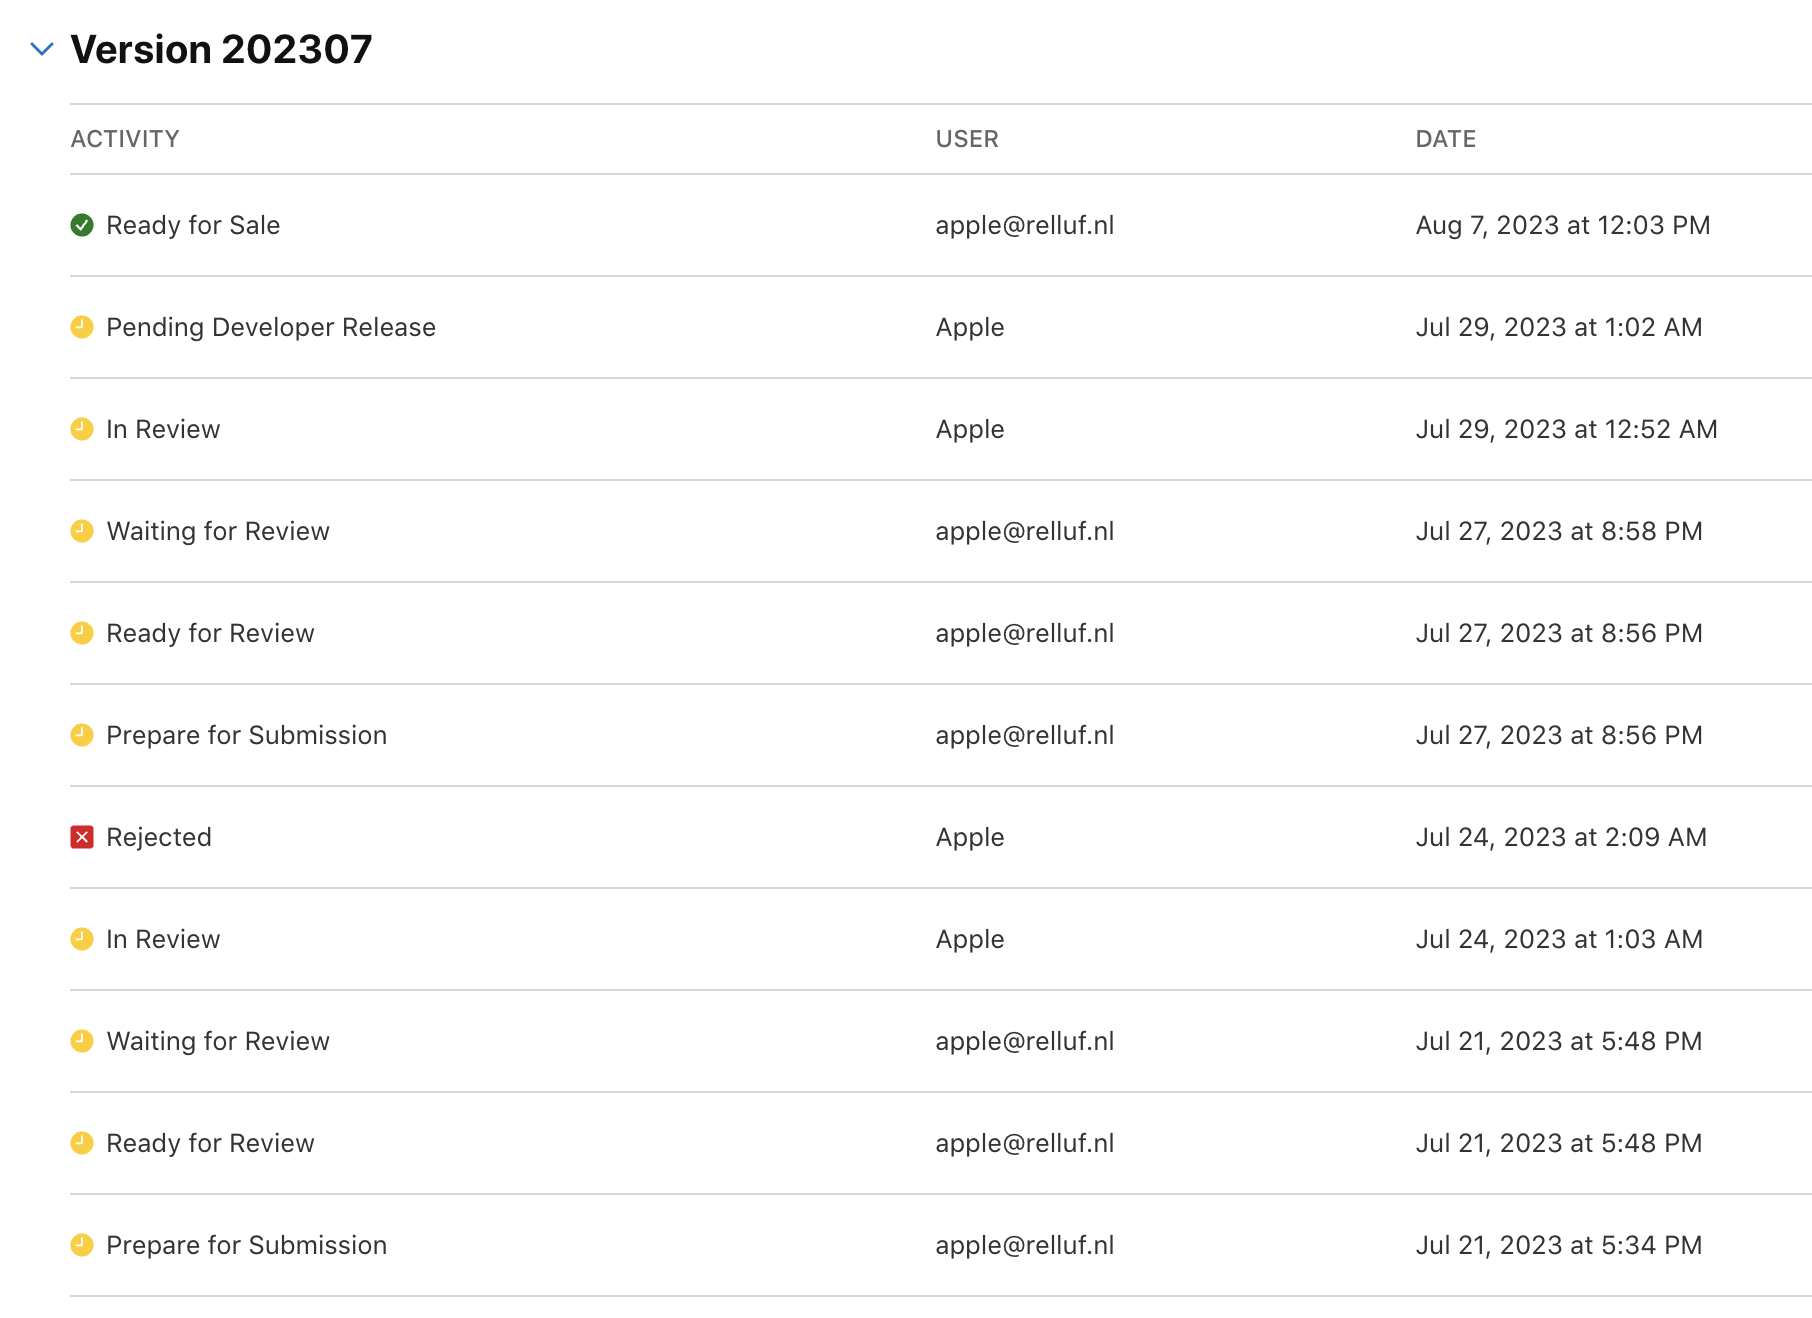 Version 202307
ACTIVITY USER DATE
Ready for Sale apple@relluf.nl Aug 7, 2023 at 12:03 PM
Pending Developer Release Apple Jul 29, 2023 at 1:02 AM
In Review Apple Jul 29, 2023 at 12:52 AM
Waiting for Review apple@relluf.nl Jul 27, 2023 at 8:58 PM
Ready for Review apple@relluf.nl Jul 27, 2023 at 8:56 PM
Prepare for Submission apple@relluf.nl Jul 27, 2023 at 8:56 PM
Rejected Apple Jul 24, 2023 at 2:09 AM
In Review Apple Jul 24, 2023 at 1:03 AM
Waiting for Review apple@relluf.nl Jul 21, 2023 at 5:48 PM
Ready for Review apple@relluf.nl Jul 21, 2023 at 5:48 PM
Prepare for Submission apple@relluf.nl Jul 21, 2023 at 5:34 PM